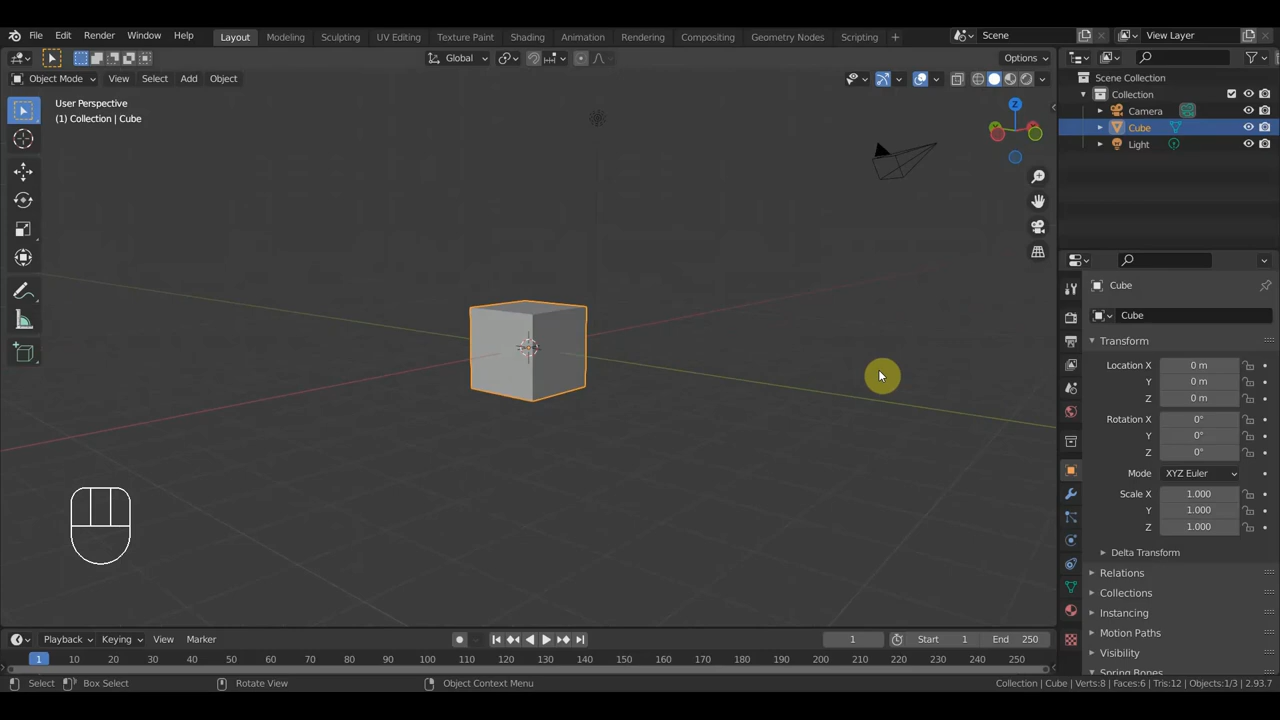 File Edit Render Window Help Layout Modeling Sculpting UV Editing Texture Paint Shading Animation Rendering Compositing Geometry Nodes Scripting + Scene View Layer
Global Options
Object Mode View Select Add Object
User Perspective
(1) Collection | Cube
Z
Scene Collection
Collection
Camera
Cube
Light
Cube
Cube
Transform
Location X 0 m
Y 0 m
Z 0 m
Rotation X 0°
Y 0°
Z 0°
Mode XYZ Euler
Scale X 1.000
Y 1.000
Z 1.000
Delta Transform
Relations
Collections
Instancing
Motion Paths
Visibility
Spring Bones
Playback Keying View Marker 1 Start 1 End 250
1 10 20 30 40 50 60 70 80 90 100 110 120 130 140 150 160 170 180 190 200 210 220 230 240 250
Select Box Select Rotate View Object Context Menu Collection | Cube | Verts:8 | Faces:6 | Tris:12 | Objects:1/3 | 2.93.7